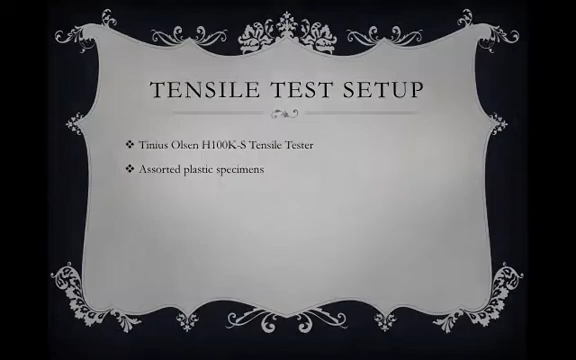 TENSILE TEST SETUP
❖ Tinius Olsen H100K-S Tensile Tester
❖ Assorted plastic specimens